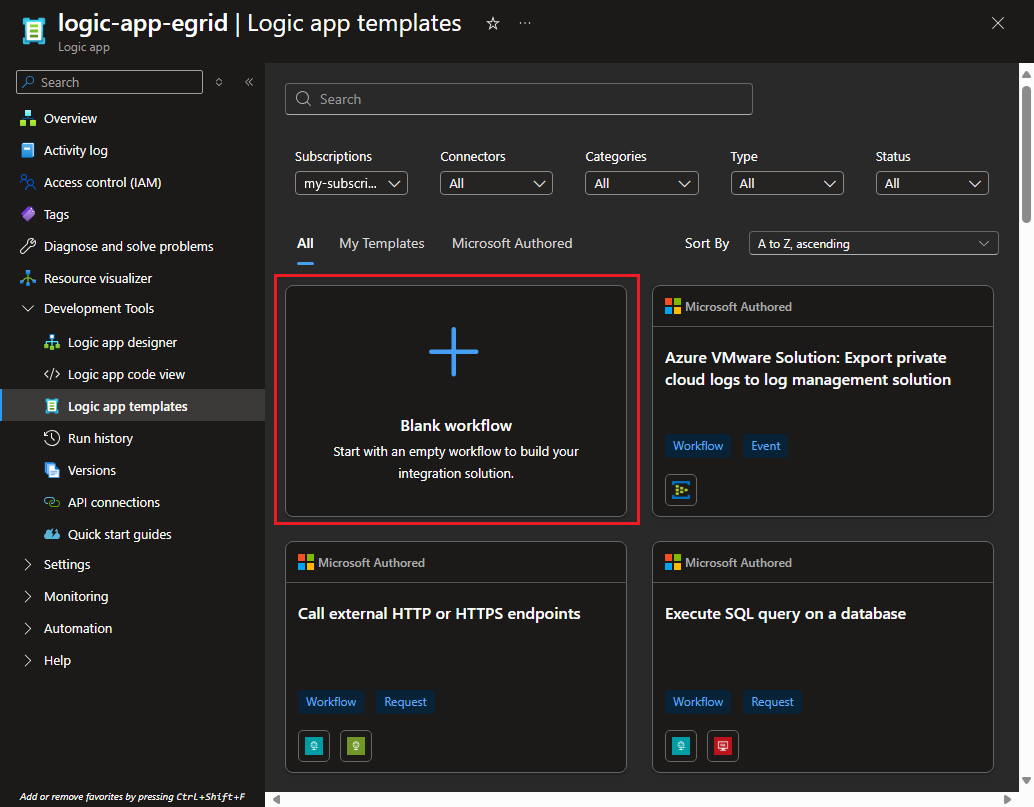 logic-app-egrid | Logic app templates
Logic app
Search
Overview
Activity log
Access control (IAM)
Tags
Diagnose and solve problems
Resource visualizer
Development Tools
Logic app designer
Logic app code view
Logic app templates
Run history
Versions
API connections
Quick start guides
Settings
Monitoring
Automation
Help
Add or remove favorites by pressing Ctrl+Shift+F
Search
Subscriptions Connectors Categories Type Status
my-subscri... All All All All
All My Templates Microsoft Authored Sort By A to Z, ascending
Blank workflow
Start with an empty workflow to build your
integration solution.
Microsoft Authored
Azure VMware Solution: Export private
cloud logs to log management solution
Workflow Event
Microsoft Authored
Call external HTTP or HTTPS endpoints
Workflow Request
Microsoft Authored
Execute SQL query on a database
Workflow Request